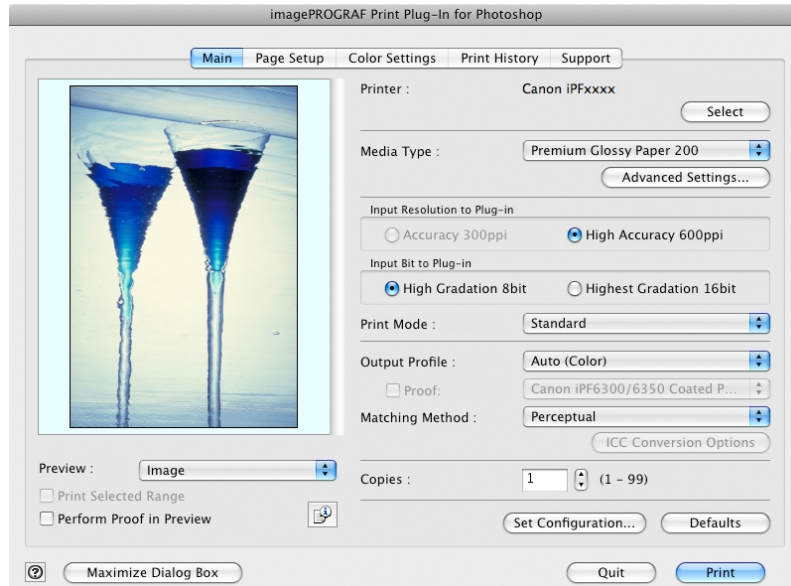 imagePROGRAF Print Plug-In for Photoshop
Main Page Setup Color Settings Print History Support
Printer : Canon iPFxxxx
Select
Media Type : Premium Glossy Paper 200
Advanced Settings...
Input Resolution to Plug-in
Accuracy 300ppi High Accuracy 600ppi
Input Bit to Plug-in
High Gradation 8bit Highest Gradation 16bit
Print Mode : Standard
Output Profile : Auto (Color)
Proof: Canon iPF6300/6350 Coated P...
Matching Method : Perceptual
ICC Conversion Options
Preview : Image
Print Selected Range
Perform Proof in Preview
Copies : 1 (1 - 99)
Set Configuration... Defaults
? Maximize Dialog Box Quit Print